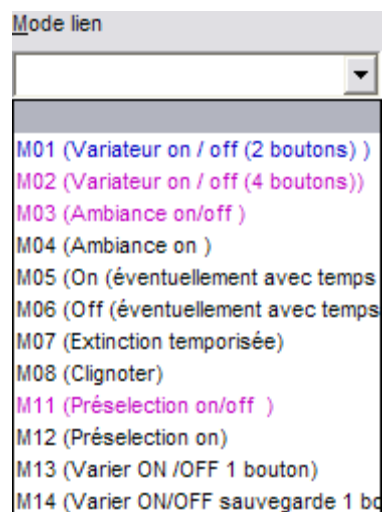 Mode lien
M01 (Variateur on / off (2 boutons) )
M02 (Variateur on / off (4 boutons))
M03 (Ambiance on/off )
M04 (Ambiance on )
M05 (On (éventuellement avec temps
M06 (Off (éventuellement avec temps
M07 (Extinction temporisée)
M08 (Clignoter)
M11 (Préselection on/off )
M12 (Préselection on)
M13 (Varier ON /OFF 1 bouton)
M14 (Varier ON/OFF sauvegarde 1